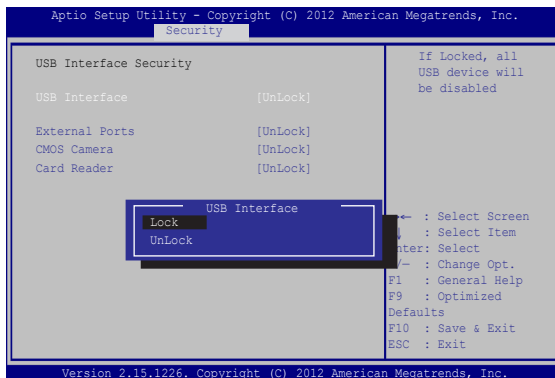 Aptio Setup Utility - Copyright (C) 2012 American Megatrends, Inc.
Security
USB Interface Security
USB Interface [UnLock]
External Ports [UnLock]
CMOS Camera [UnLock]
Card Reader [UnLock]
If Locked, all
USB device will
be disabled
USB Interface
Lock
UnLock
: Select Screen
: Select Item
nter: Select
/— : Change Opt.
F1 : General Help
F9 : Optimized
Defaults
F10 : Save & Exit
ESC : Exit
Version 2.15.1226. Copyright (C) 2012 American Megatrends, Inc.